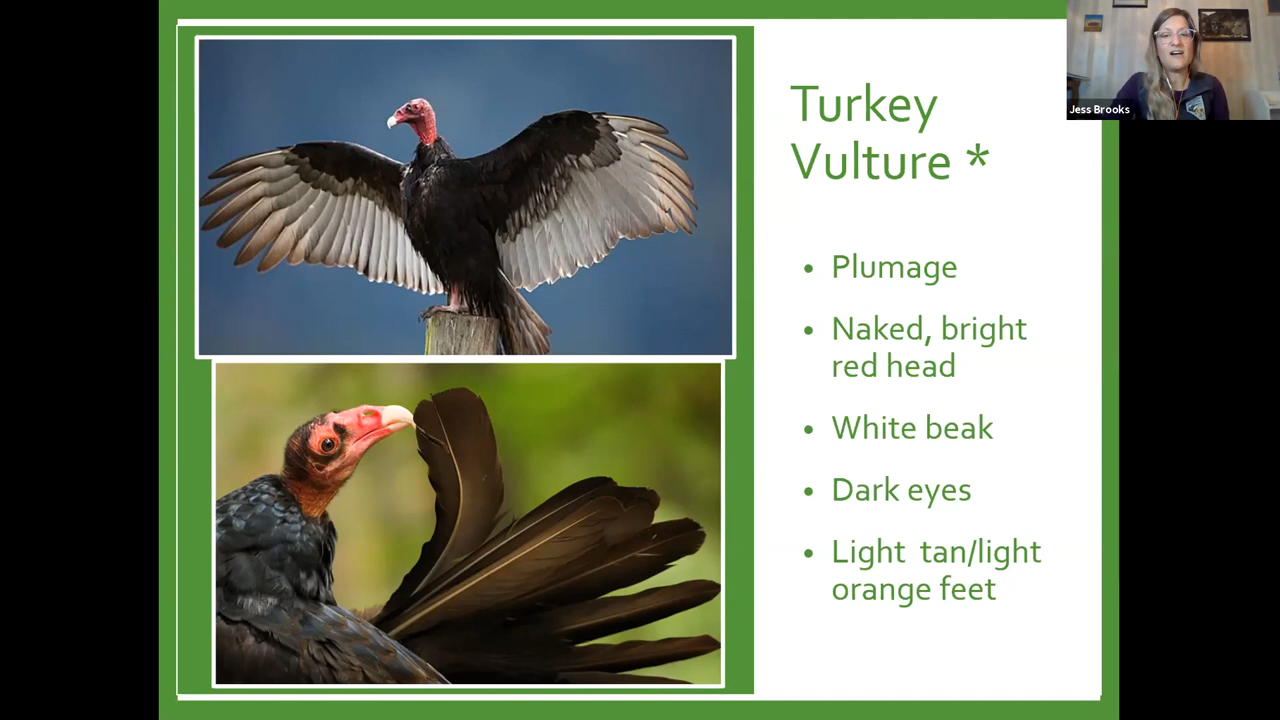 Turkey
Vulture *
• Plumage
• Naked, bright
red head
• White beak
• Dark eyes
• Light tan/light
orange feet
Jess Brooks